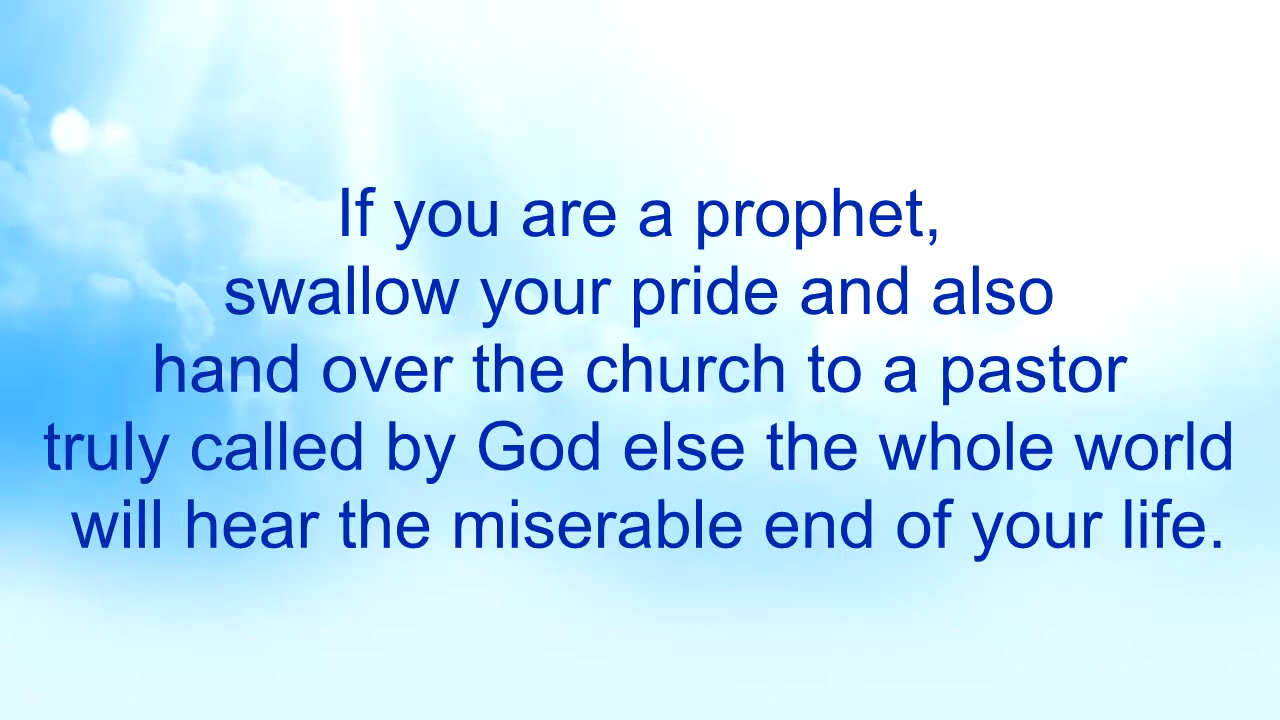 If you are a prophet,
swallow your pride and also
hand over the church to a pastor
truly called by God else the whole world
will hear the miserable end of your life.